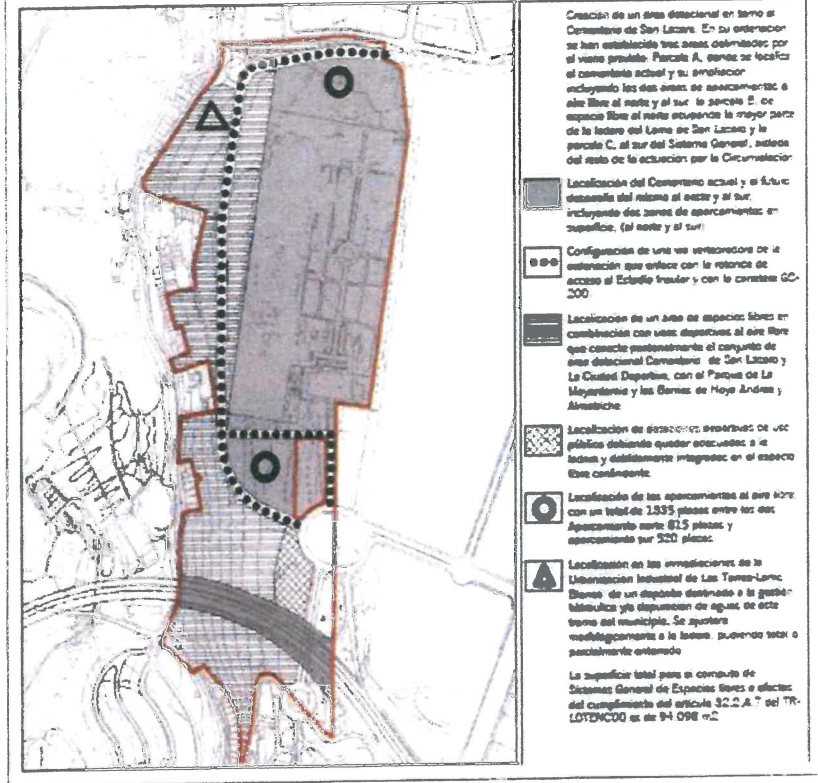 Creación de un área dotacional en torno al
Cementerio de San Lázaro. En su ordenación
se han establecido tres áreas delimitadas por
el viario previsto. Parcela A, donde se localiza
el cementerio actual y su ampliación
incluyendo las dos áreas de aparcamientos a
aire libre al norte y al sur, la parcela B, de
espacio libre al norte ocupando la mayor parte
de la ladera del Lomo de San Lázaro y la
parcela C, al sur del Sistema General, aislada
del resto de la actuación por la Circunvalación
Localización del Cementerio actual y el futuro
desarrollo del mismo al oeste y al sur,
incluyendo dos zonas de aparcamientos en
superficie, (al norte y al sur)
Configuración de una vía vertebradora de la
ordenación que enlace con la rotonda de
acceso al Estadio Insular y con la carretera GC-
200.
Localización de un área de espacios libres en
combinación con usos deportivos al aire libre
que conecte peatonalmente el conjunto de
área dotacional Cementerio de San Lázaro y
La Ciudad Deportiva, con el Parque de La
Mayordomía y los Barrios de Hoya Andrea y
Almatriche
Localización de dotaciones deportivas de uso
público debiendo quedar adecuadas a la
ladera y debidamente integradas en el espacio
libre colindante
Localización de los aparcamientos al aire libre,
con un total de 1335 plazas entre los dos
Aparcamiento norte 815 plazas y
aparcamiento sur 520 plazas
Localización en las inmediaciones de la
Urbanización Industrial de Las Torres-Lomo
Blanco de un depósito destinado a la gestión
hidráulica y/o depuración de aguas de este
tramo del municipio. Se ajustará
morfológicamente a la ladera, pudiendo total o
parcialmente enterrado
La superficie total para el computo de
Sistemas General de Espacios libres a efectos
del cumplimiento del artículo 32.2.A.7 del TR-
LOTENC00 es de 94.098 m2